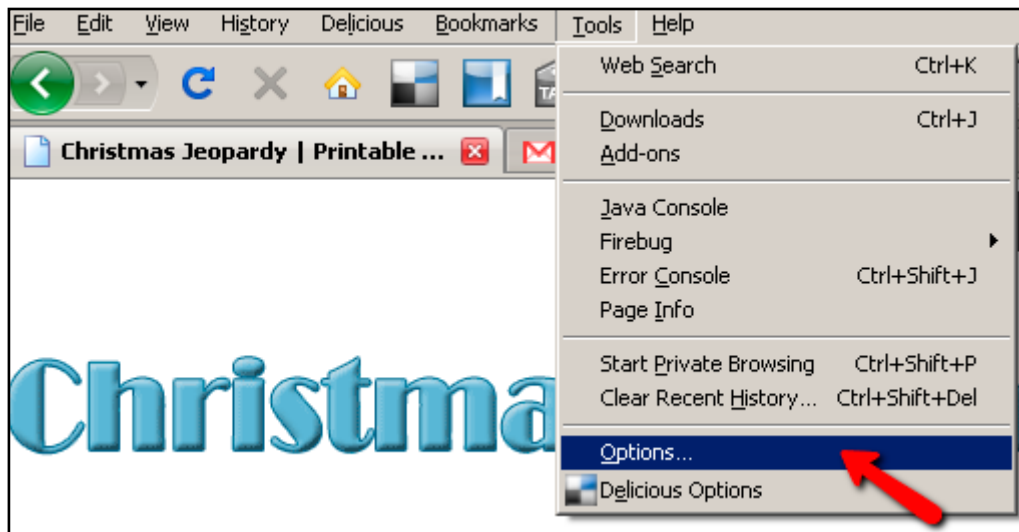 File Edit View History Delicious Bookmarks Tools Help
Web Search Ctrl+K
Downloads Ctrl+J
Add-ons
Christmas Jeopardy | Printable ...
Java Console
Firebug
Error Console Ctrl+Shift+J
Page Info
Start Private Browsing Ctrl+Shift+P
Clear Recent History... Ctrl+Shift+Del
Christma
Options...
Delicious Options